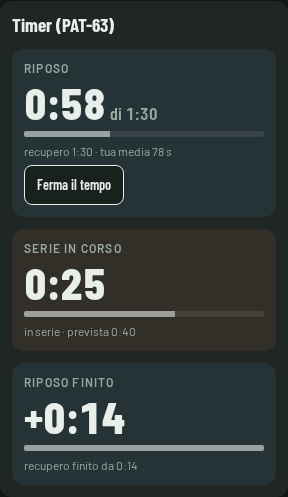 Timer (PAT-63)
RIPOSO
0:58 di 1:30
recupero 1:30 · tua media 78 s
Ferma il tempo
SERIE IN CORSO
0:25
in serie · prevista 0:40
RIPOSO FINITO
+0:14
recupero finito da 0:14